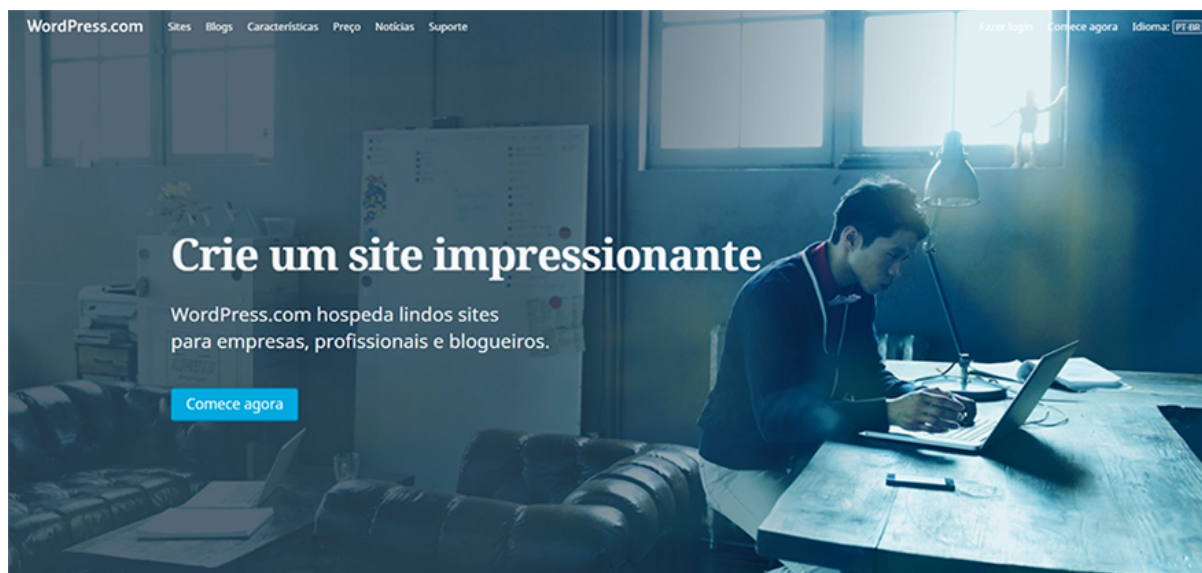 WordPress.com Sites Blogs Características Preço Notícias Suporte Fazer login Comece agora Idioma: PT-BR
Crie um site impressionante
WordPress.com hospeda lindos sites
para empresas, profissionais e blogueiros.
Comece agora